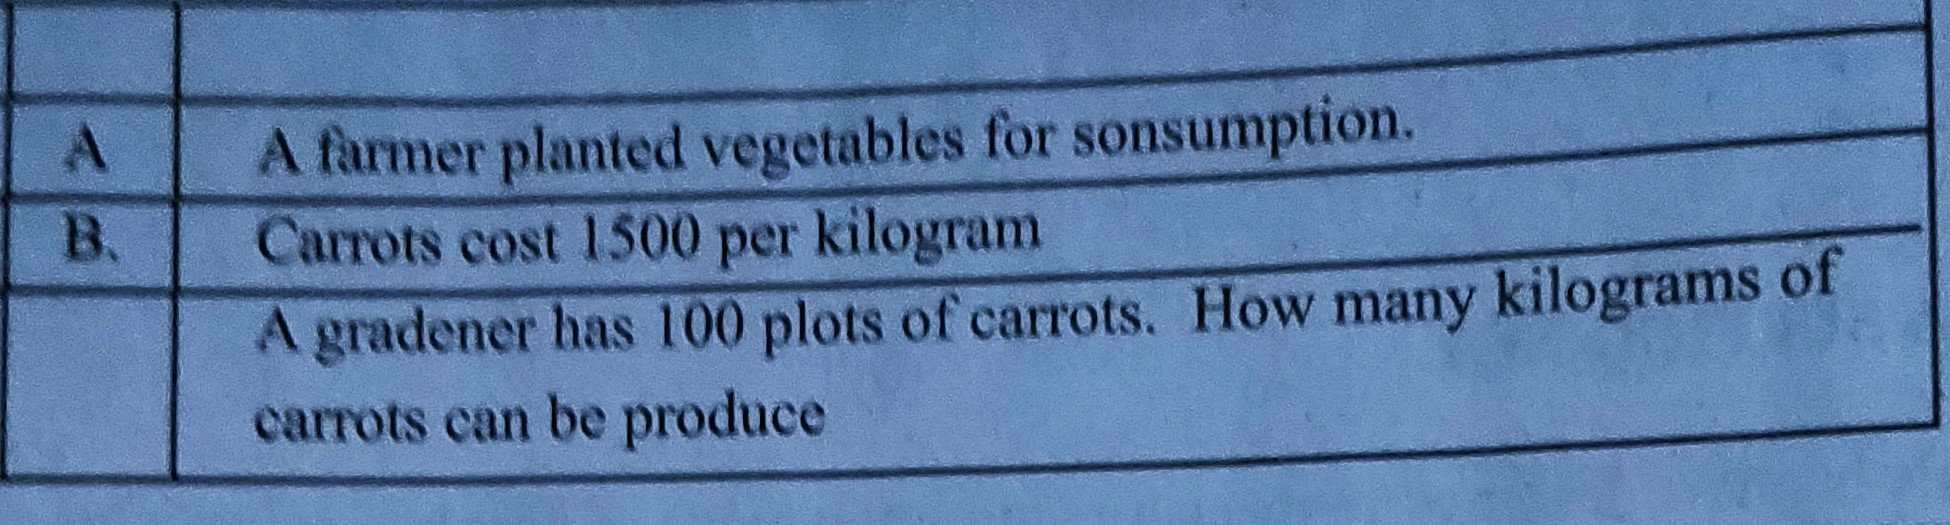 A A farmer planted vegetables for sonsumption.
B. Carrots cost 1500 per kilogram
A gradener has 100 plots of carrots. How many kilograms of
carrots can be produce